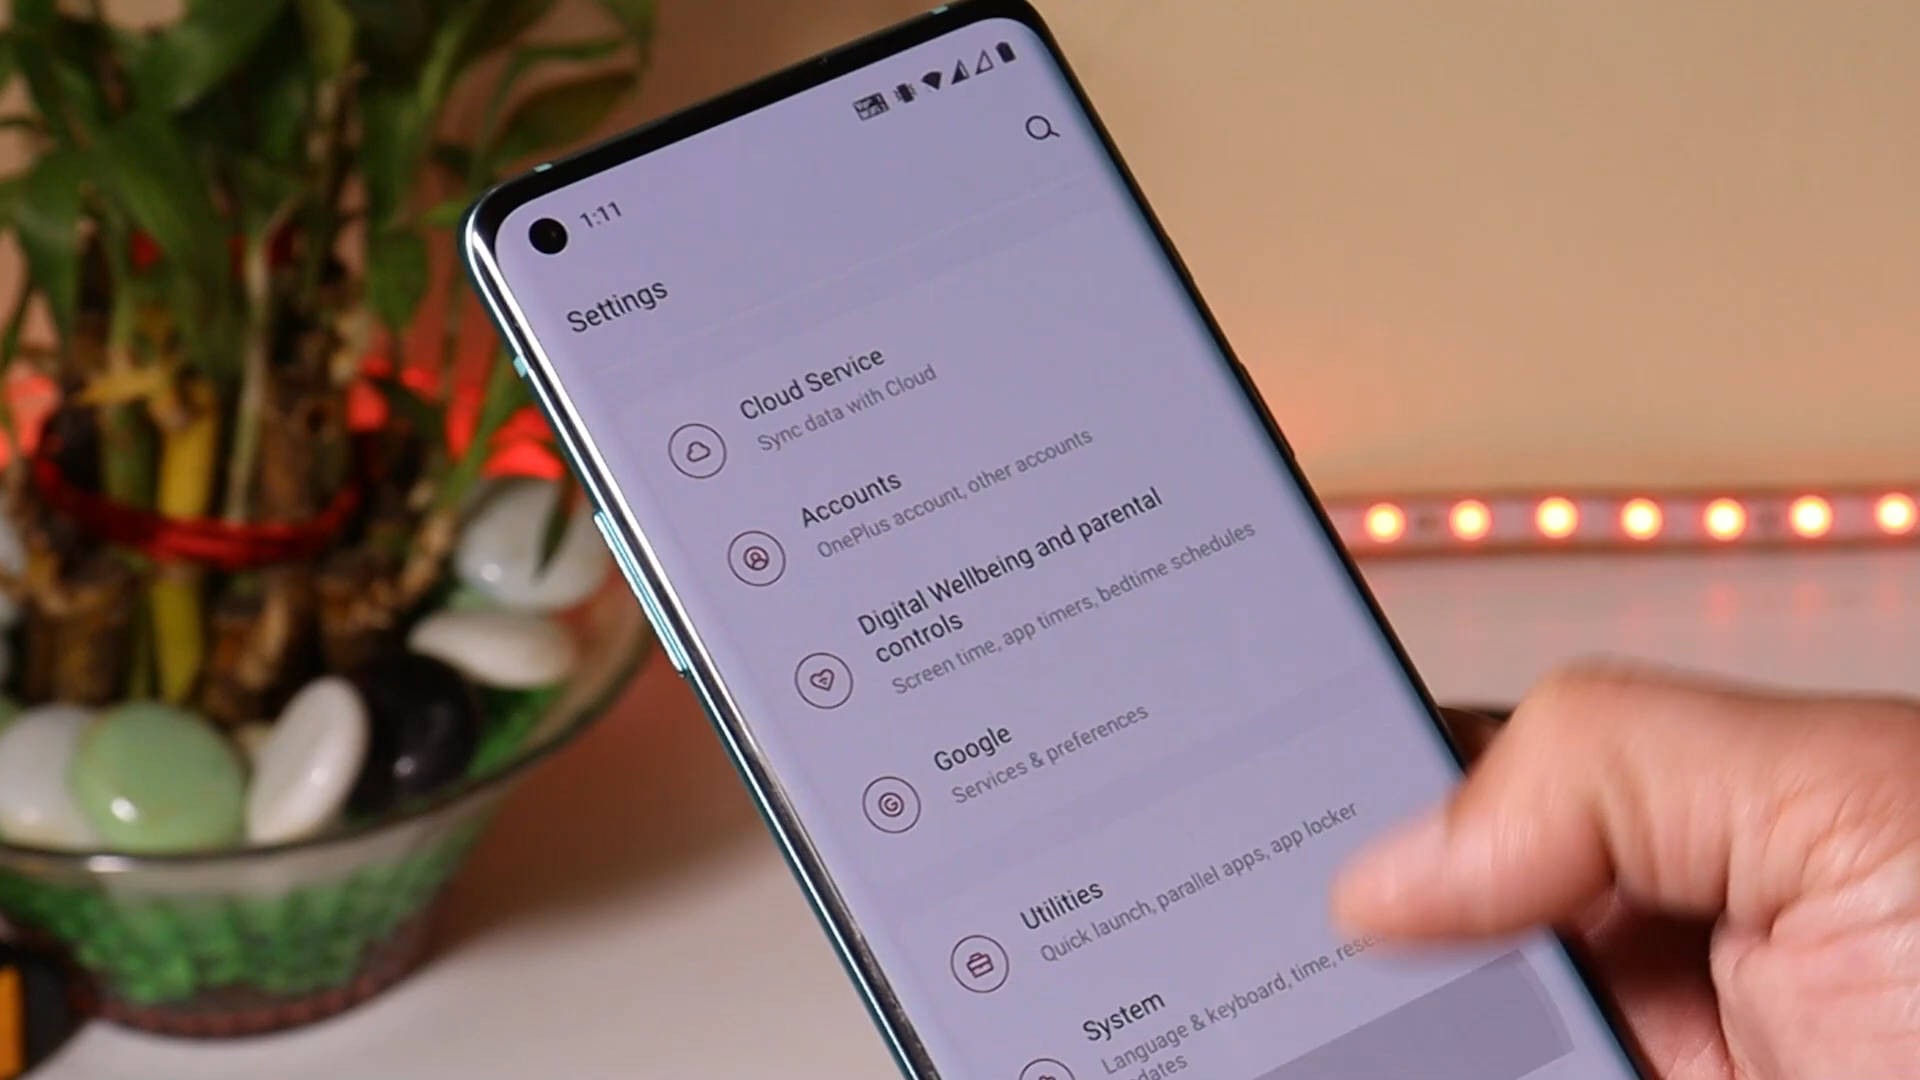 1:11
Settings
Cloud Service
Sync data with Cloud
Accounts
OnePlus account, other accounts
Digital Wellbeing and parental
controls
Screen time, app timers, bedtime schedules
Google
Services & preferences
Utilities
Quick launch, parallel apps, app locker
System
Language & keyboard, time,